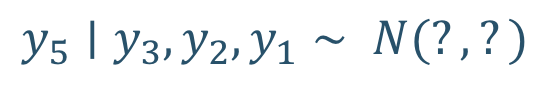 y₅ | y₃, y₂, y₁ ~ N(?, ?)